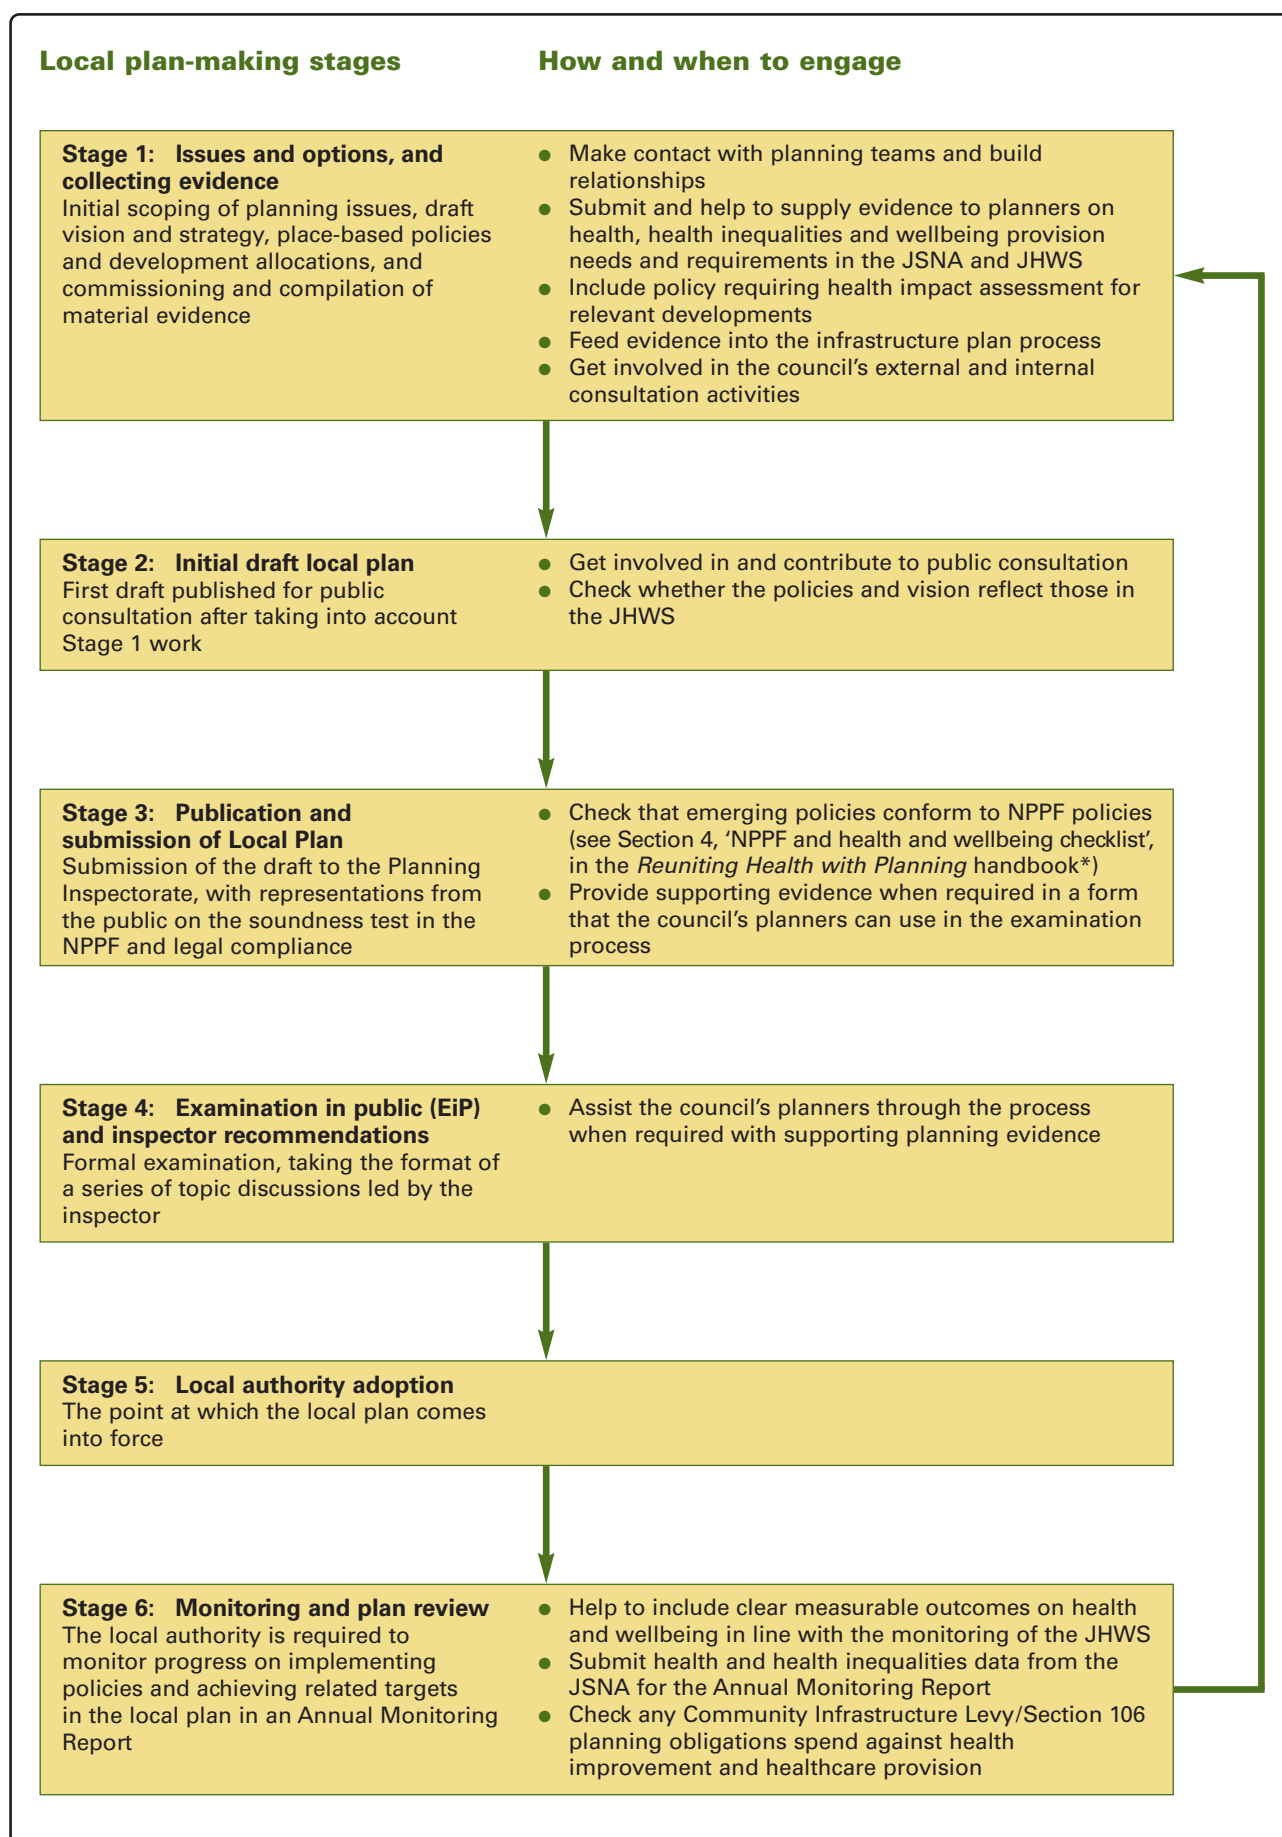 Local plan-making stages
How and when to engage
Stage 1: Issues and options, and
collecting evidence
Initial scoping of planning issues, draft
vision and strategy, place-based policies
and development allocations, and
commissioning and compilation of
material evidence
● Make contact with planning teams and build
relationships
● Submit and help to supply evidence to planners on
health, health inequalities and wellbeing provision
needs and requirements in the JSNA and JHWS
● Include policy requiring health impact assessment for
relevant developments
● Feed evidence into the infrastructure plan process
● Get involved in the council’s external and internal
consultation activities
Stage 2: Initial draft local plan
First draft published for public
consultation after taking into account
Stage 1 work
● Get involved in and contribute to public consultation
● Check whether the policies and vision reflect those in
the JHWS
Stage 3: Publication and
submission of Local Plan
Submission of the draft to the Planning
Inspectorate, with representations from
the public on the soundness test in the
NPPF and legal compliance
● Check that emerging policies conform to NPPF policies
(see Section 4, ‘NPPF and health and wellbeing checklist’,
in the Reuniting Health with Planning handbook*)
● Provide supporting evidence when required in a form
that the council’s planners can use in the examination
process
Stage 4: Examination in public (EiP)
and inspector recommendations
Formal examination, taking the format of
a series of topic discussions led by the
inspector
● Assist the council’s planners through the process
when required with supporting planning evidence
Stage 5: Local authority adoption
The point at which the local plan comes
into force
Stage 6: Monitoring and plan review
The local authority is required to
monitor progress on implementing
policies and achieving related targets
in the local plan in an Annual Monitoring
Report
● Help to include clear measurable outcomes on health
and wellbeing in line with the monitoring of the JHWS
● Submit health and health inequalities data from the
JSNA for the Annual Monitoring Report
● Check any Community Infrastructure Levy/Section 106
planning obligations spend against health
improvement and healthcare provision